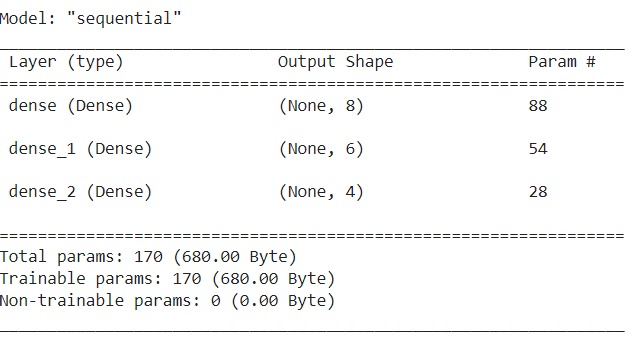 Model: "sequential"
_________________________________________________________________
Layer (type) Output Shape Param #
=================================================================
dense (Dense) (None, 8) 88
dense_1 (Dense) (None, 6) 54
dense_2 (Dense) (None, 4) 28
=================================================================
Total params: 170 (680.00 Byte)
Trainable params: 170 (680.00 Byte)
Non-trainable params: 0 (0.00 Byte)
_________________________________________________________________